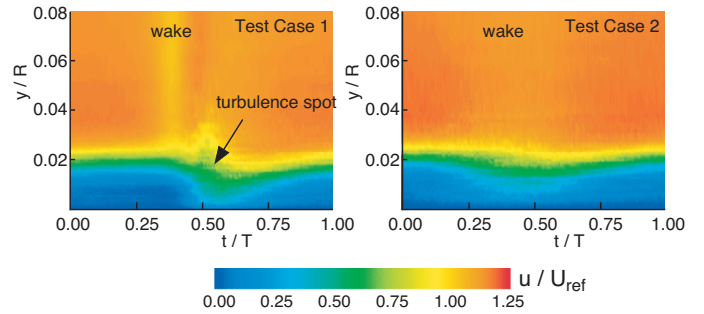 0.08
0.06
0.04
0.02
y / R
wake
Test Case 1
turbulence spot
0.00 0.25 0.50 0.75 1.00
t / T
0.08
0.06
0.04
0.02
y / R
wake
Test Case 2
0.00 0.25 0.50 0.75 1.00
t / T
0.00 0.25 0.50 0.75 1.00 1.25
u / U_ref